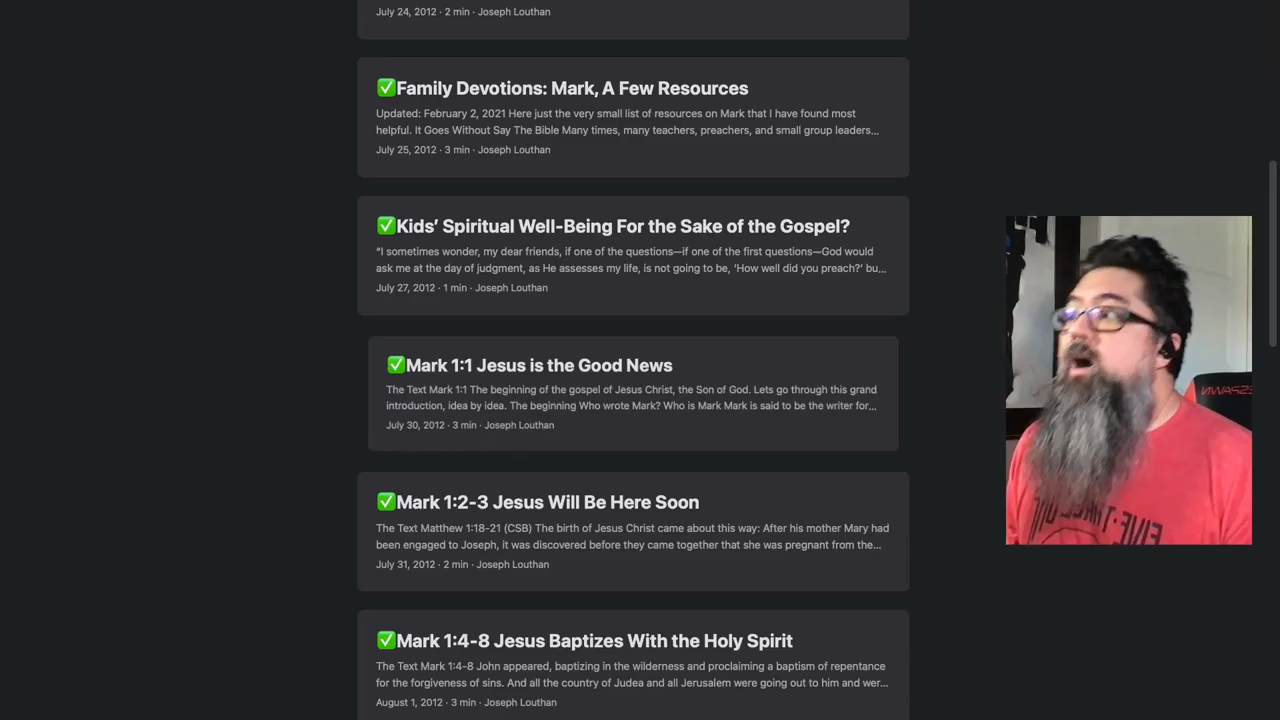 July 24, 2012 · 2 min · Joseph Louthan
✅Family Devotions: Mark, A Few Resources
Updated: February 2, 2021 Here just the very small list of resources on Mark that I have found most
helpful. It Goes Without Say The Bible Many times, many teachers, preachers, and small group leaders...
July 25, 2012 · 3 min · Joseph Louthan
✅Kids’ Spiritual Well-Being For the Sake of the Gospel?
“I sometimes wonder, my dear friends, if one of the questions—if one of the first questions—God would
ask me at the day of judgment, as He assesses my life, is not going to be, ‘How well did you preach?’ bu...
July 27, 2012 · 1 min · Joseph Louthan
✅Mark 1:1 Jesus is the Good News
The Text Mark 1:1 The beginning of the gospel of Jesus Christ, the Son of God. Lets go through this grand
introduction, idea by idea. The beginning Who wrote Mark? Who is Mark Mark is said to be the writer for...
July 30, 2012 · 3 min · Joseph Louthan
✅Mark 1:2-3 Jesus Will Be Here Soon
The Text Matthew 1:18-21 (CSB) The birth of Jesus Christ came about this way: After his mother Mary had
been engaged to Joseph, it was discovered before they came together that she was pregnant from the...
July 31, 2012 · 2 min · Joseph Louthan
✅Mark 1:4-8 Jesus Baptizes With the Holy Spirit
The Text Mark 1:4-8 John appeared, baptizing in the wilderness and proclaiming a baptism of repentance
for the forgiveness of sins. And all the country of Judea and all Jerusalem were going out to him and wer...
August 1, 2012 · 3 min · Joseph Louthan